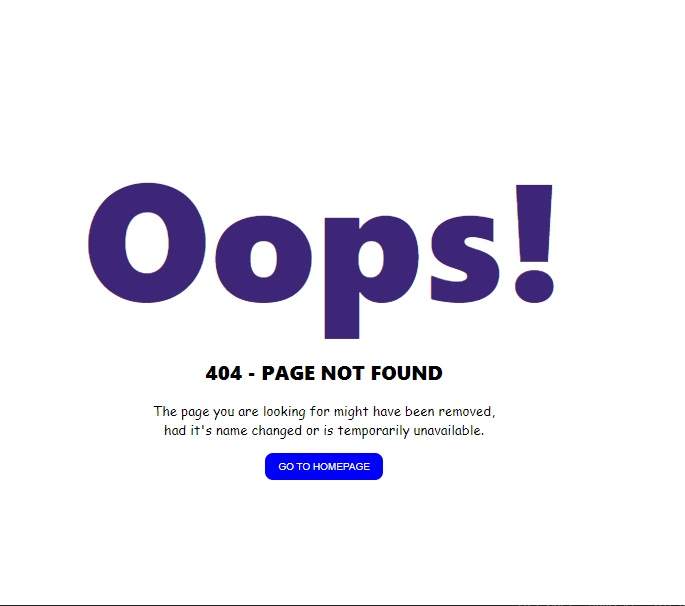 Oops!
404 - PAGE NOT FOUND
The page you are looking for might have been removed,
had it's name changed or is temporarily unavailable.
GO TO HOMEPAGE